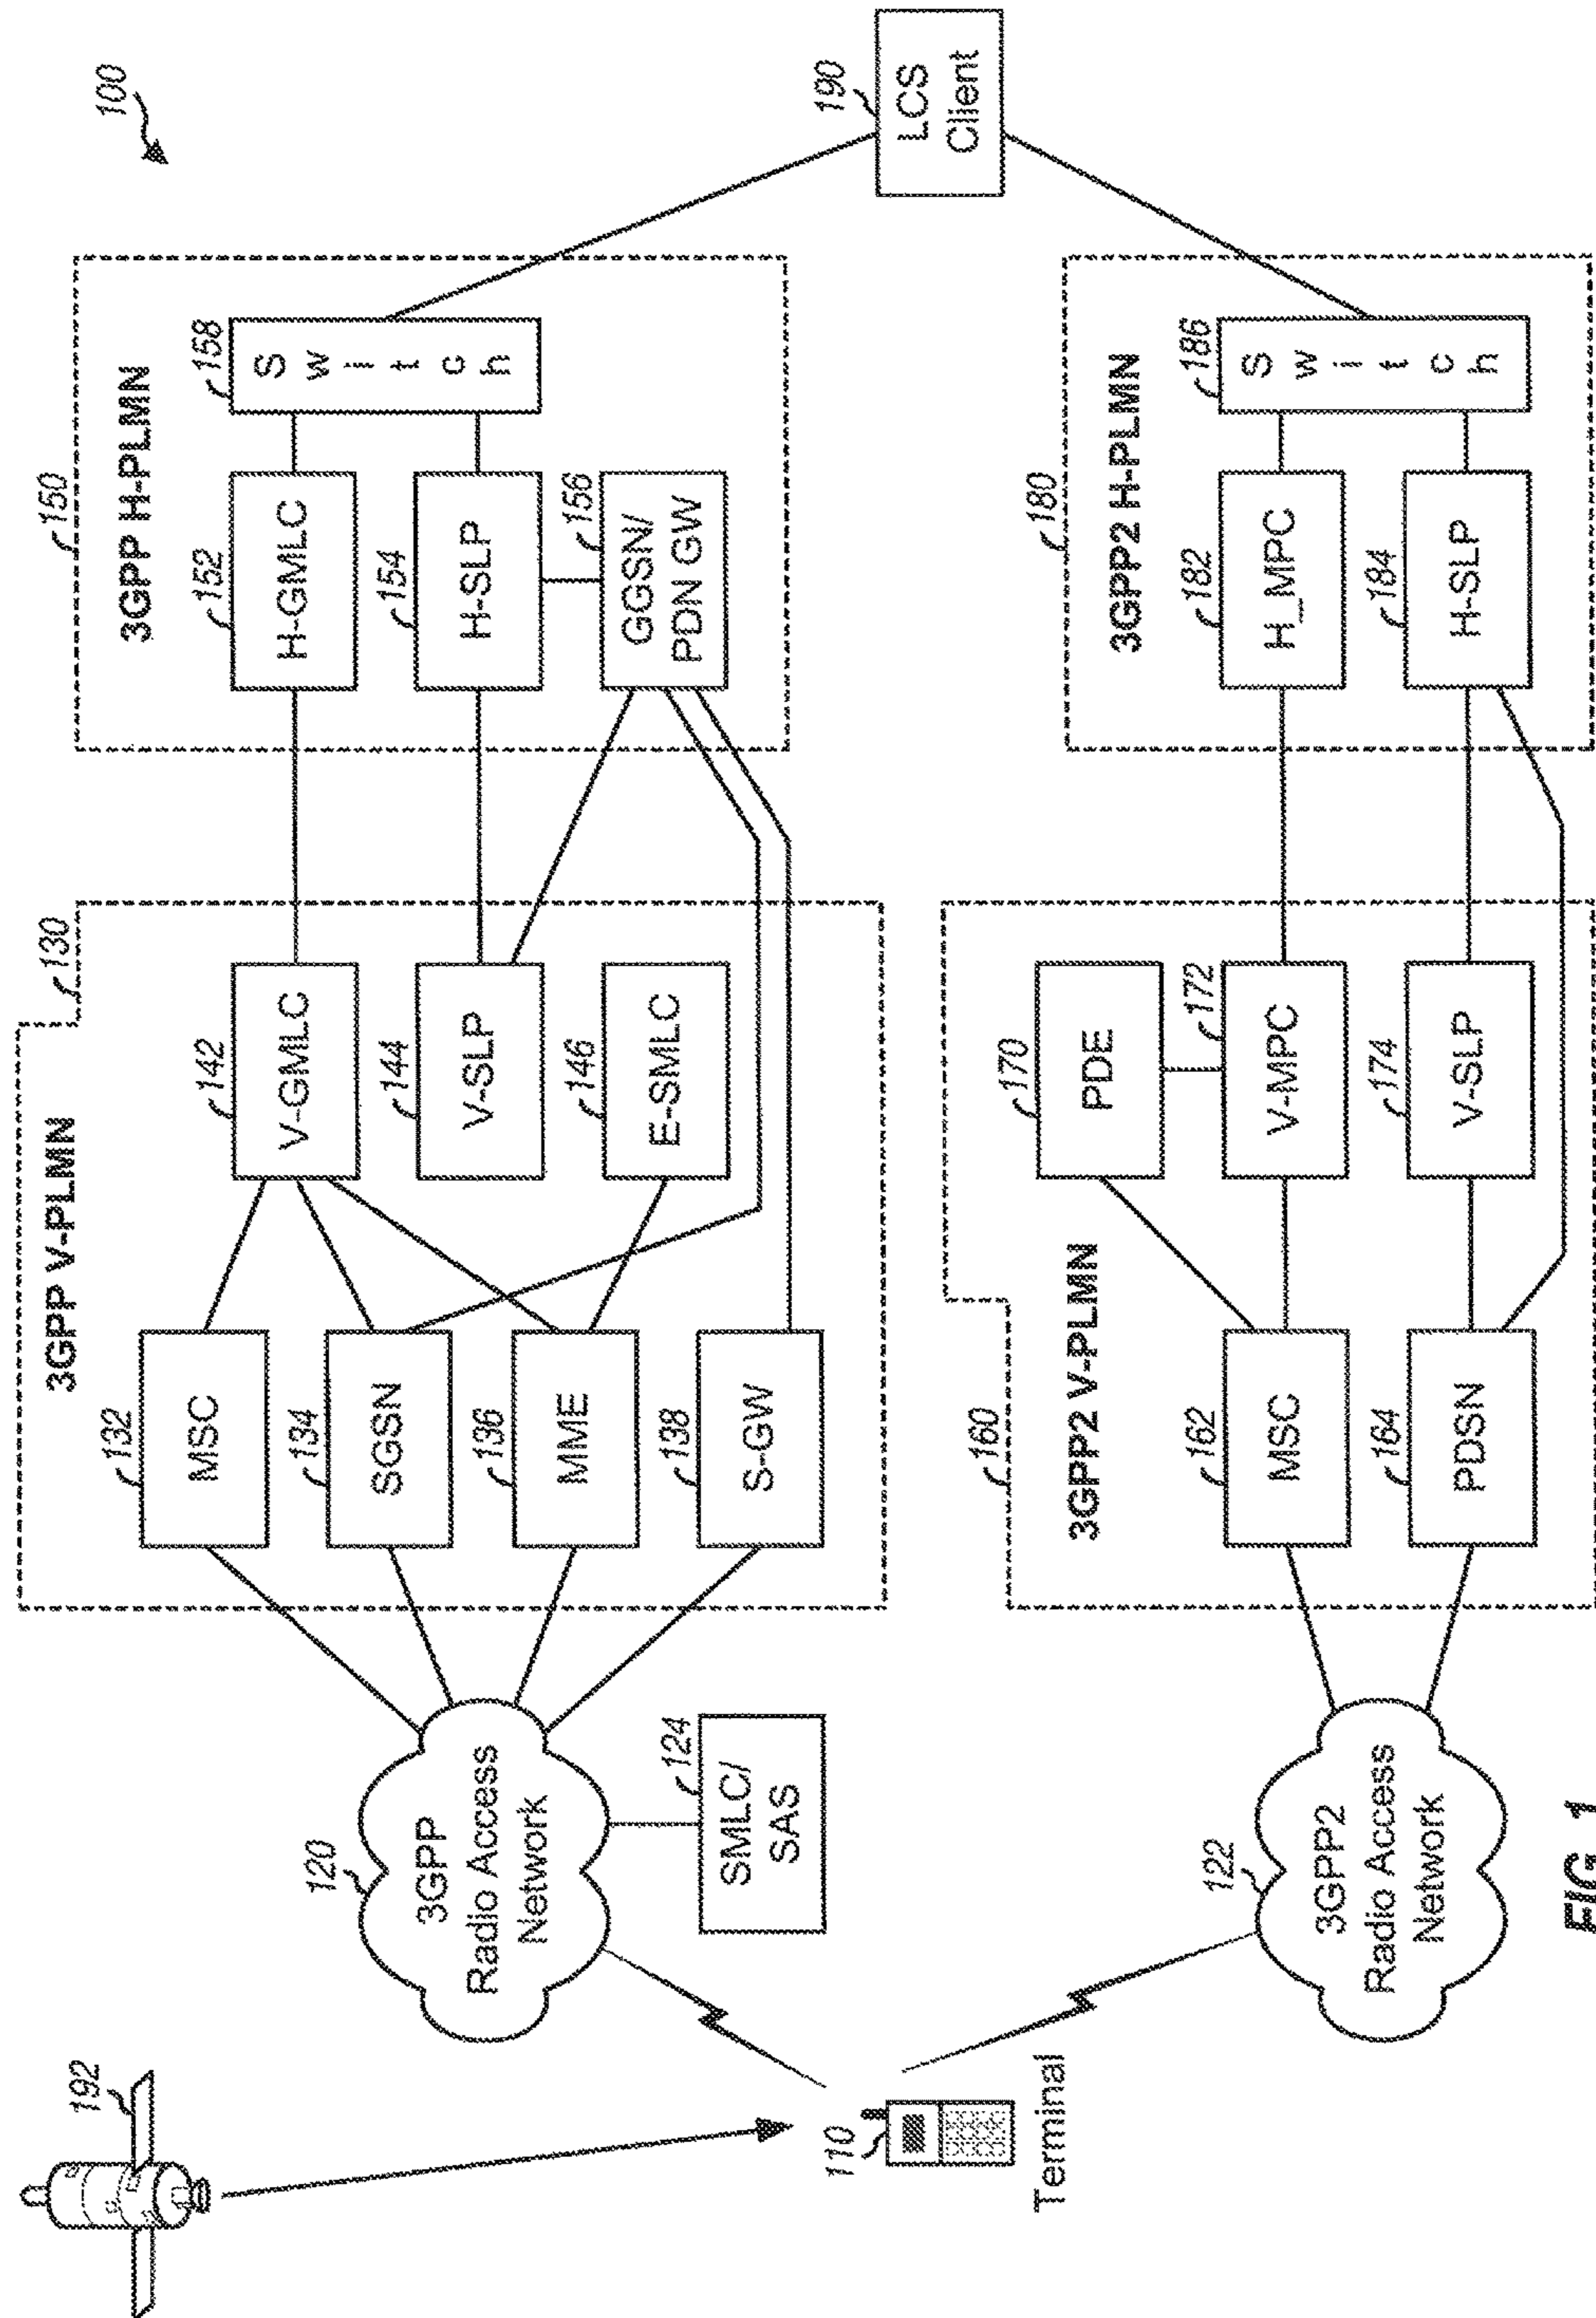 100
192
110
Terminal
120
3GPP
Radio Access
Network
124
SMLC/
SAS
122
3GPP2
Radio Access
Network
130
3GPP V-PLMN
132
MSC
134
SGSN
136
MME
138
S-GW
142
V-GMLC
144
V-SLP
146
E-SMLC
150
3GPP H-PLMN
152
H-GMLC
154
H-SLP
156
GGSN/
PDN GW
158
Switch
160
3GPP2 V-PLMN
162
MSC
164
PDSN
170
PDE
172
V-MPC
174
V-SLP
180
3GPP2 H-PLMN
182
H_MPC
184
H-SLP
186
Switch
190
LCS
Client
FIG. 1